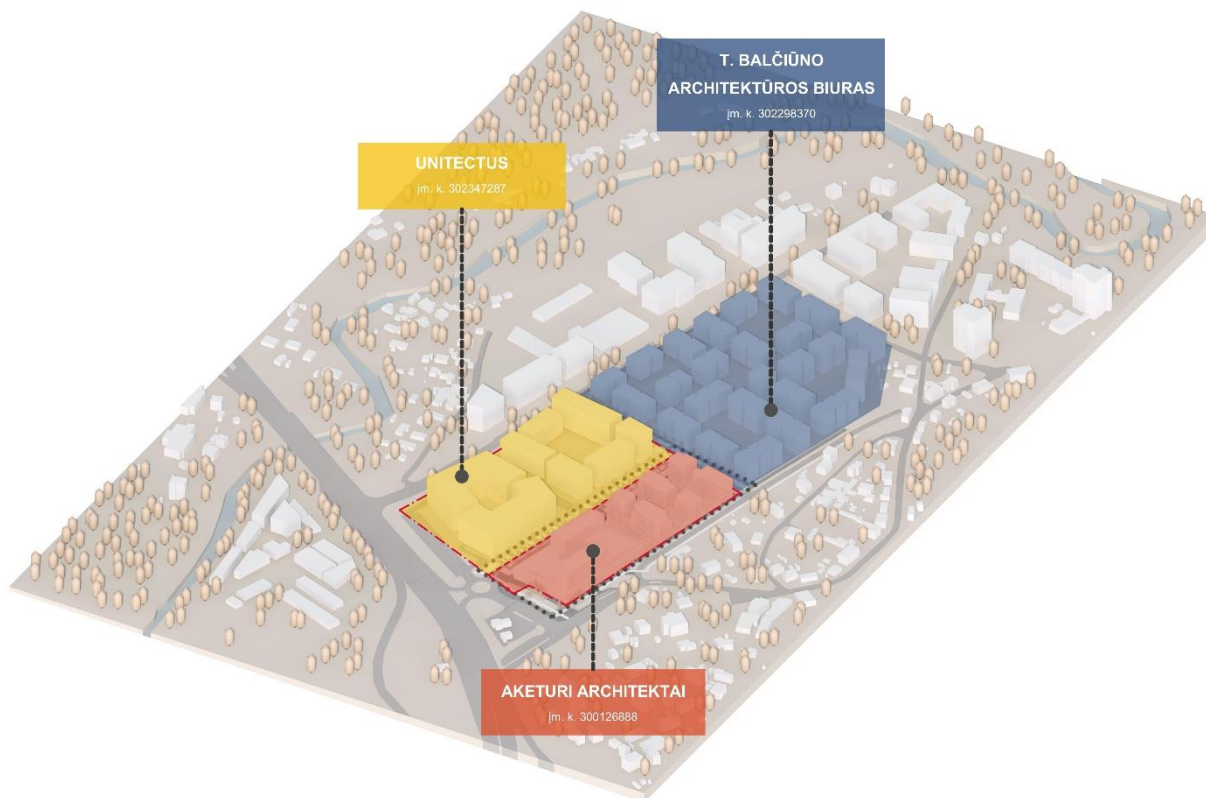 T. BALČIŪNO
ARCHITEKTŪROS BIURAS
įm. k. 302298370
UNITECTUS
įm. k. 302347287
AKETURI ARCHITEKTAI
įm. k. 300126888